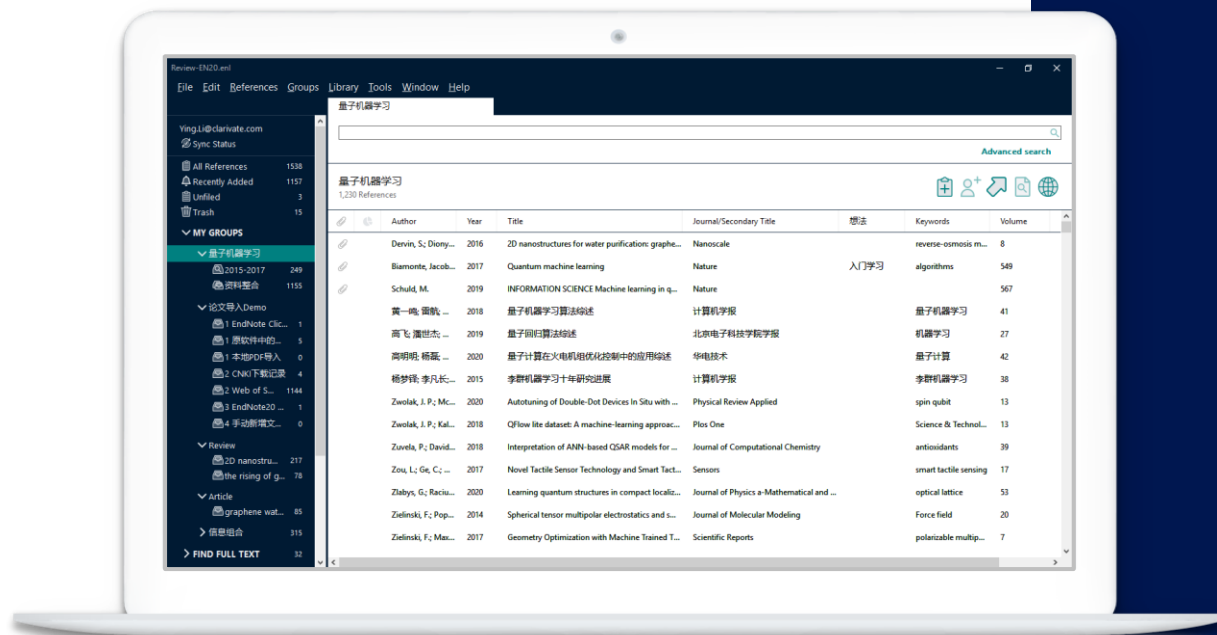 Review-EN20.enl
File Edit References Groups Library Tools Window Help
量子机器学习
Ying.Li@clarivate.com
Sync Status
All References 1538
Recently Added 1157
Unfiled 3
Trash 15
MY GROUPS
量子机器学习
2015-2017 249
资料整合 1155
论文导入Demo
1 EndNote Clic... 1
1 原软件中的... 5
1 本地PDF导入 0
2 CNKI下载记录 4
2 Web of S... 1144
3 EndNote20 ... 1
4 手动新增文... 0
Review
2D nanostru... 217
the rising of g... 78
Article
graphene wat... 85
信息组合 315
FIND FULL TEXT 32
Advanced search
量子机器学习
1,230 References
Author Year Title Journal/Secondary Title 想法 Keywords Volume
Dervin, S.; Diony... 2016 2D nanostructures for water purification: graphe... Nanoscale reverse-osmosis m... 8
Biamonte, Jacob... 2017 Quantum machine learning Nature 入门学习 algorithms 549
Schuld, M. 2019 INFORMATION SCIENCE Machine learning in q... Nature 567
黄一鸣; 雷航; ... 2018 量子机器学习算法综述 计算机学报 量子机器学习 41
高飞; 潘世杰; ... 2019 量子回归算法综述 北京电子科技学院学报 机器学习 27
高明明; 杨磊; ... 2020 量子计算在火电机组优化控制中的应用综述 华电技术 量子计算 42
杨梦铎; 李凡长;... 2015 李群机器学习十年研究进展 计算机学报 李群机器学习 38
Zwolak, J. P.; Mc... 2020 Autotuning of Double-Dot Devices In Situ with ... Physical Review Applied spin qubit 13
Zwolak, J. P.; Kal... 2018 QFlow lite dataset: A machine-learning approac... Plos One Science & Technol... 13
Zuvela, P.; David... 2018 Interpretation of ANN-based QSAR models for ... Journal of Computational Chemistry antioxidants 39
Zou, L.; Ge, C.; ... 2017 Novel Tactile Sensor Technology and Smart Tact... Sensors smart tactile sensing 17
Zlabys, G.; Raciu... 2020 Learning quantum structures in compact localiz... Journal of Physics a-Mathematical and ... optical lattice 53
Zielinski, F.; Pop... 2014 Spherical tensor multipolar electrostatics and s... Journal of Molecular Modeling Force field 20
Zielinski, F.; Max... 2017 Geometry Optimization with Machine Trained T... Scientific Reports polarizable multip... 7